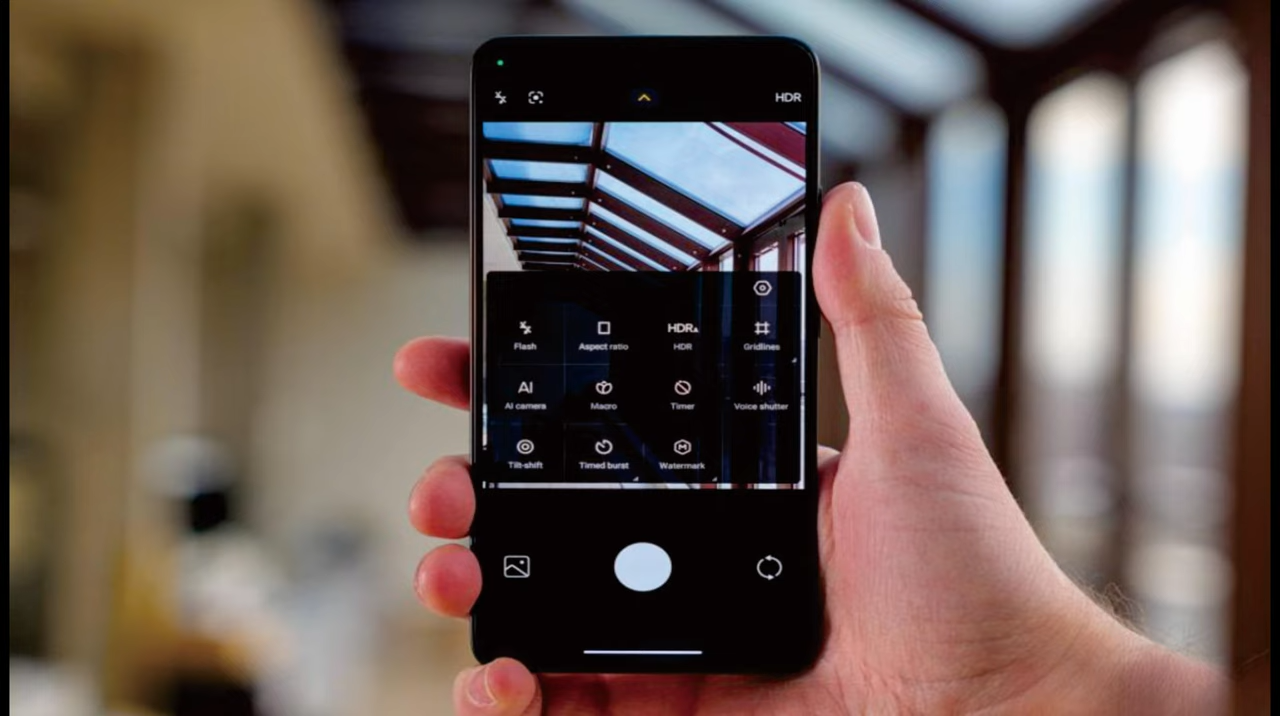 HDR
HDR
Flash
Aspect ratio
HDR
Gridlines
AI
AI camera
Macro
Timer
Voice shutter
Tilt-shift
Timed burst
Watermark